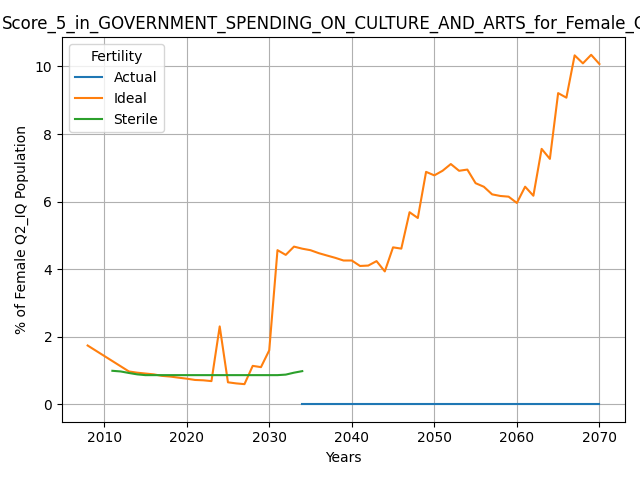 Score_5_in_GOVERNMENT_SPENDING_ON_CULTURE_AND_ARTS_for_Female_
Fertility
Actual
Ideal
Sterile
% of Female Q2_IQ Population
10
8
6
4
2
0
2010 2020 2030 2040 2050 2060 2070
Years